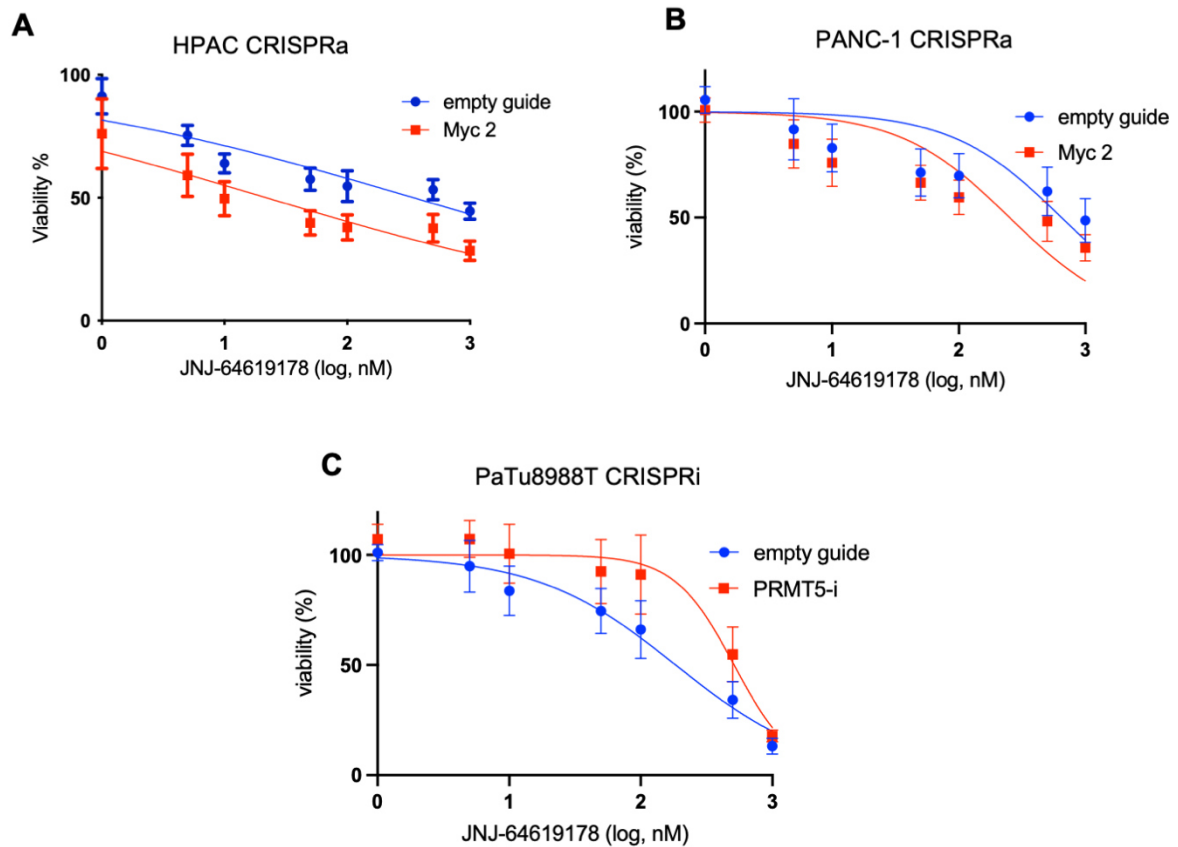 A
HPAC CRISPRa
100
50
0
Viability %
empty guide
Myc 2
0 1 2 3
JNJ-64619178 (log, nM)
B
PANC-1 CRISPRa
100
50
0
viability (%)
empty guide
Myc 2
0 1 2 3
JNJ-64619178 (log, nM)
C
PaTu8988T CRISPRi
100
50
0
viability (%)
empty guide
PRMT5-i
0 1 2 3
JNJ-64619178 (log, nM)